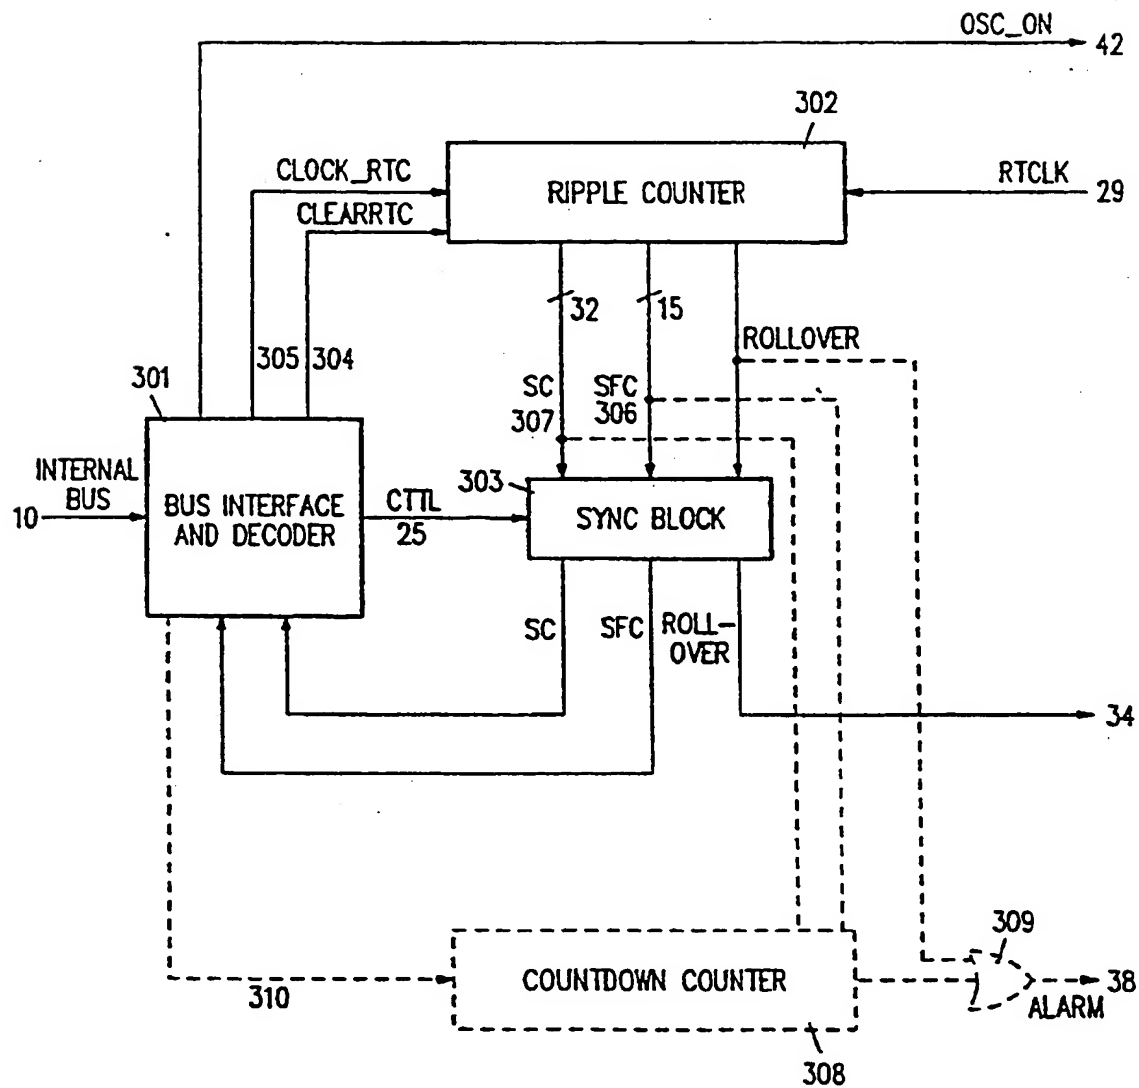 OSC_ON
42
302
CLOCK_RTC
RIPPLE COUNTER
RTCLK
29
CLEARRTC
32
15
305
304
ROLLOVER
301
SC
307
SFC
306
INTERNAL
BUS
10
303
BUS INTERFACE
AND DECODER
CTTL
25
SYNC BLOCK
SC
SFC
ROLL-
OVER
34
309
COUNTDOWN COUNTER
310
38
ALARM
308